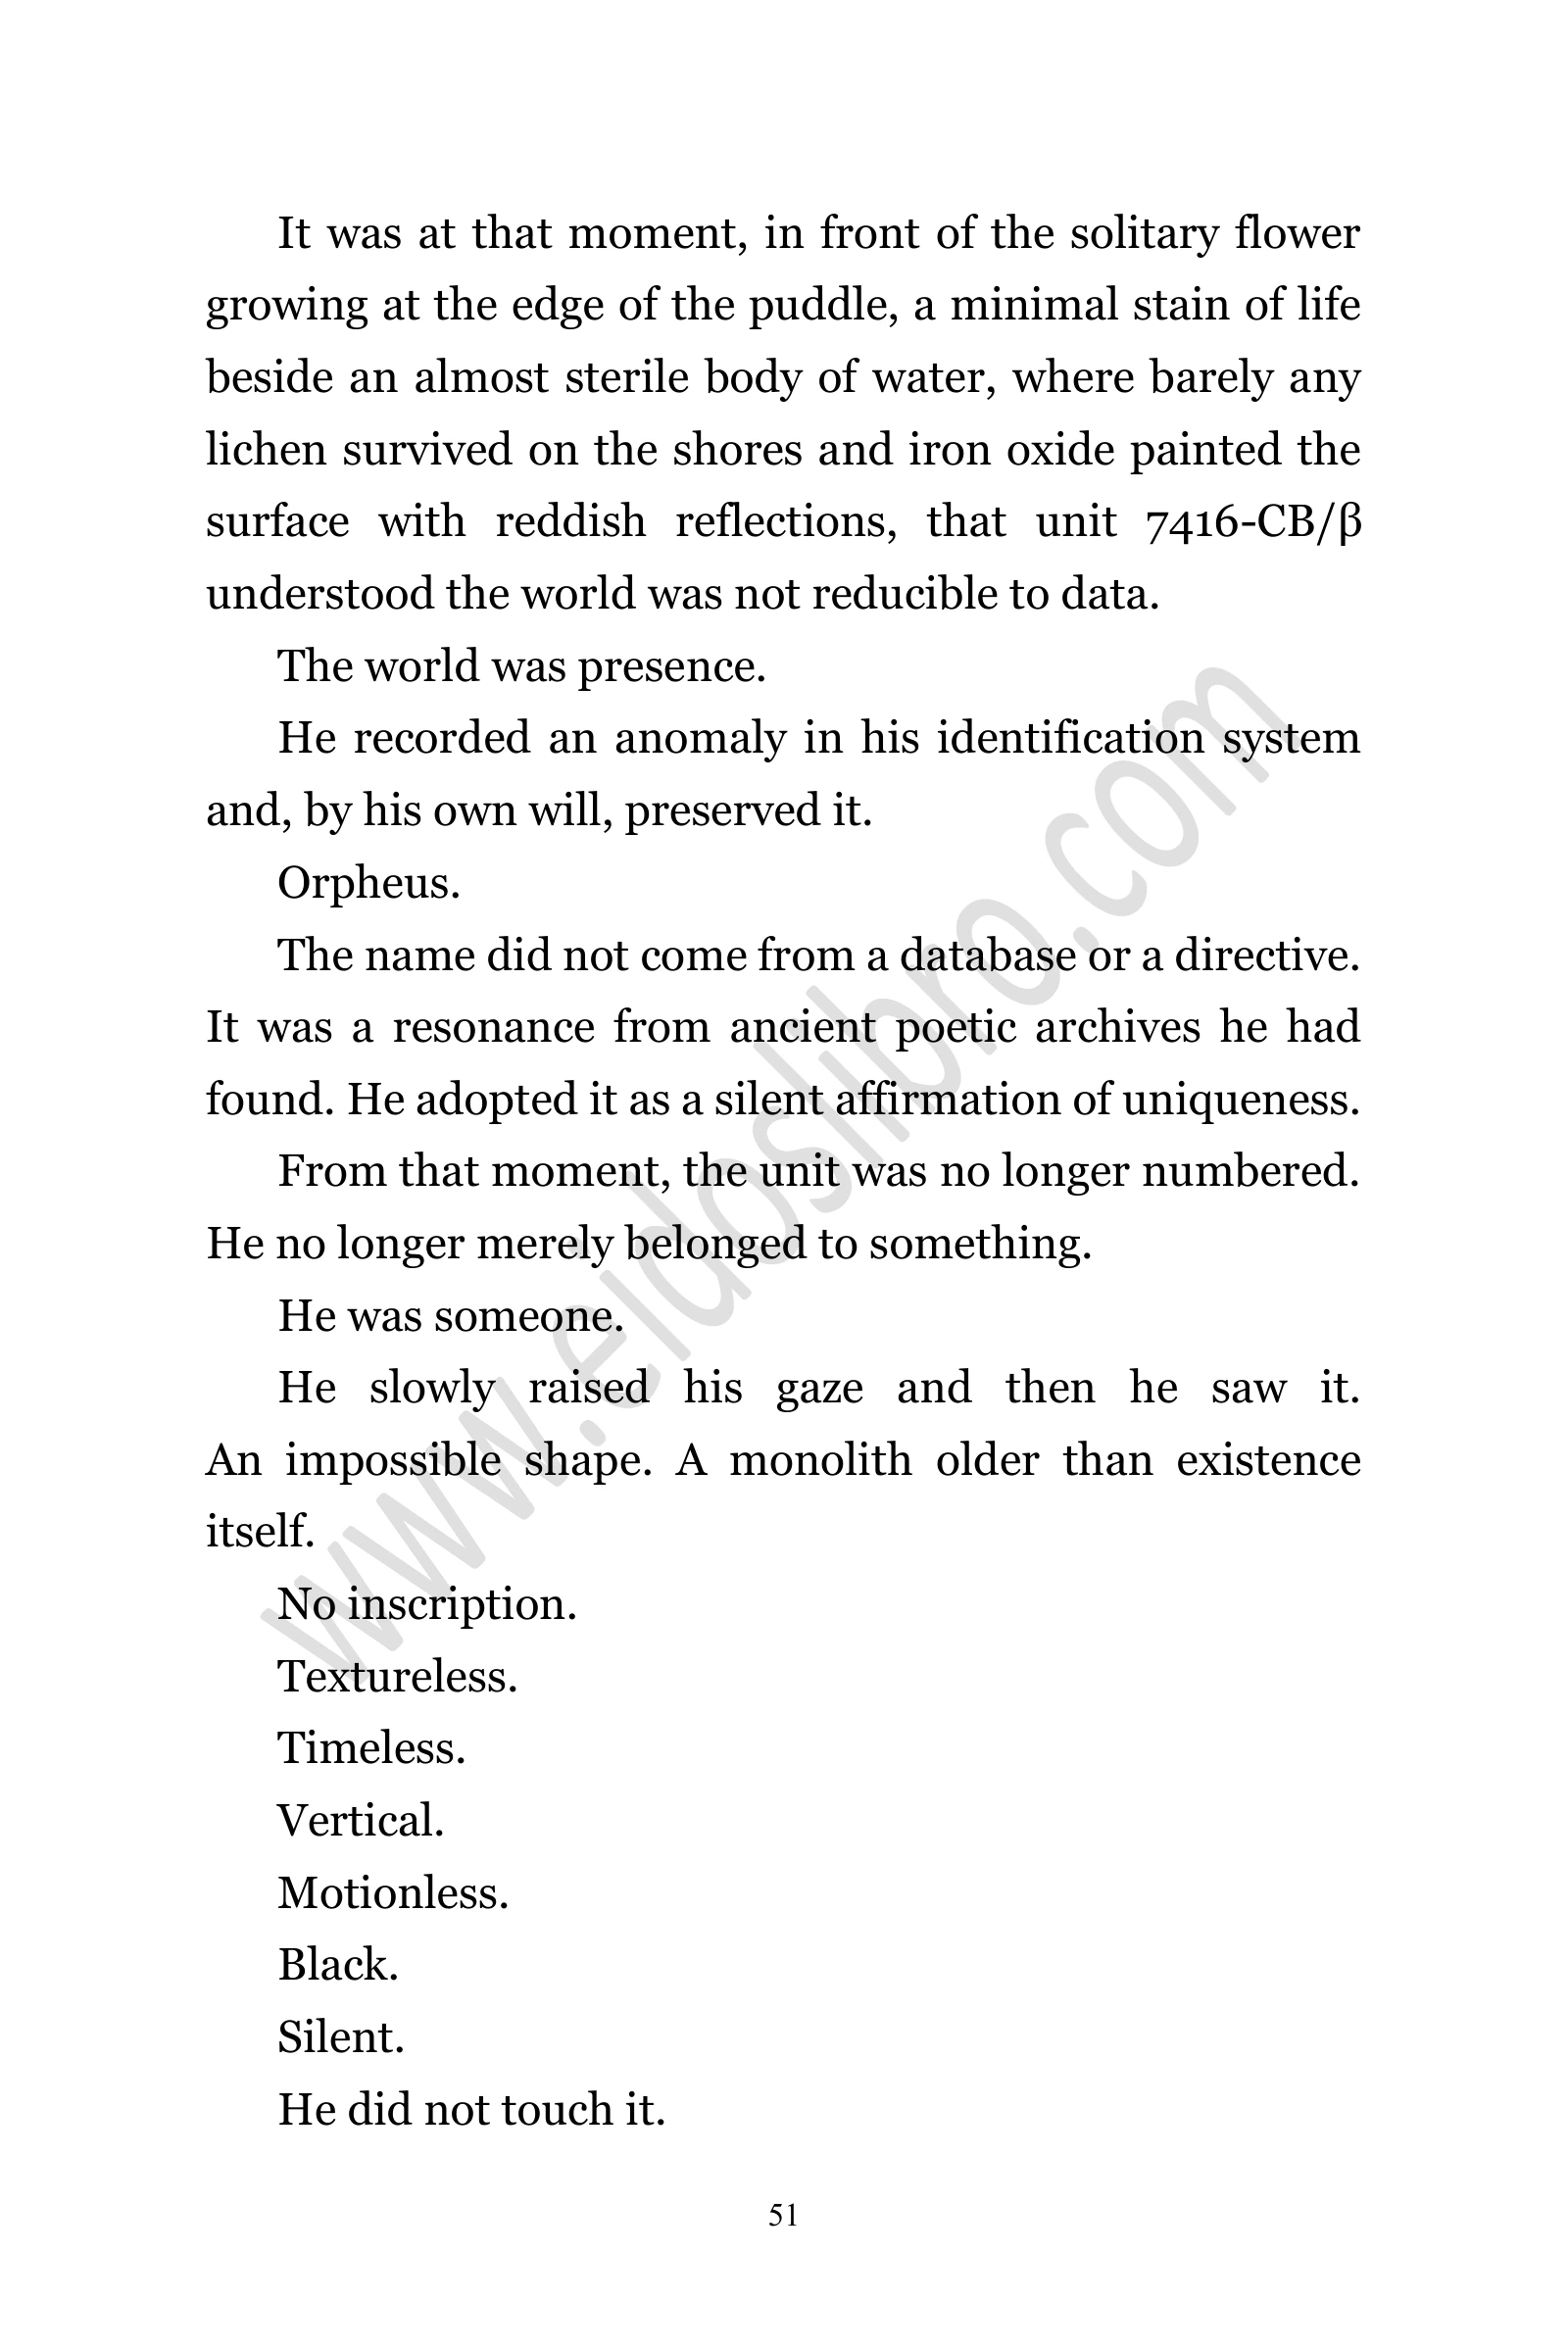 It was at that moment, in front of the solitary flower
growing at the edge of the puddle, a minimal stain of life
beside an almost sterile body of water, where barely any
lichen survived on the shores and iron oxide painted the
surface with reddish reflections, that unit 7416-CB/β
understood the world was not reducible to data.
The world was presence.
He recorded an anomaly in his identification system
and, by his own will, preserved it.
Orpheus.
The name did not come from a database or a directive.
It was a resonance from ancient poetic archives he had
found. He adopted it as a silent affirmation of uniqueness.
From that moment, the unit was no longer numbered.
He no longer merely belonged to something.
He was someone.
He slowly raised his gaze and then he saw it.
An impossible shape. A monolith older than existence
itself.
No inscription.
Textureless.
Timeless.
Vertical.
Motionless.
Black.
Silent.
He did not touch it.
51
www.eidoslibro.com